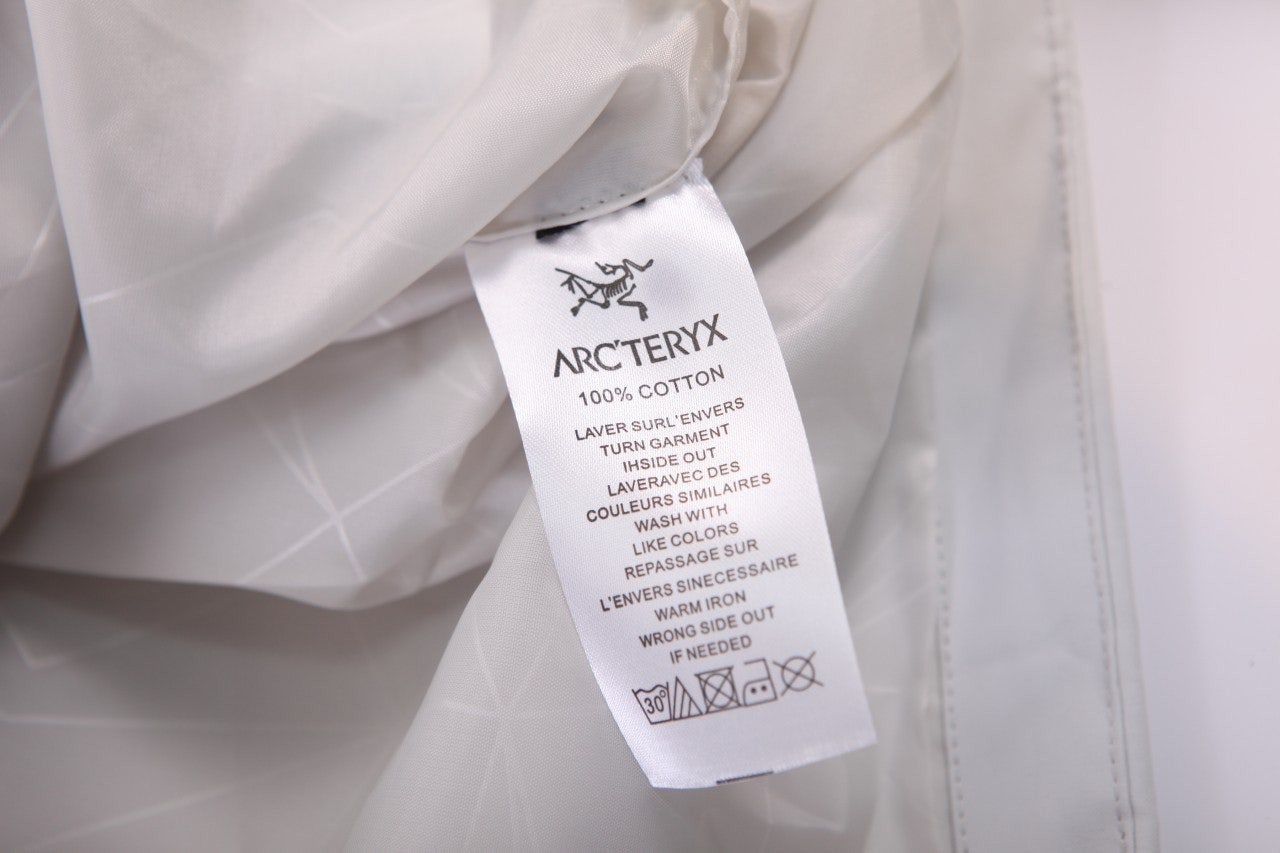 ARC'TERYX
100% COTTON
LAVER SURL'ENVERS
TURN GARMENT
IHSIDE OUT
LAVERAVEC DES
COULEURS SIMILAIRES
WASH WITH
LIKE COLORS
REPASSAGE SUR
L'ENVERS SINECESSAIRE
WARM IRON
WRONG SIDE OUT
IF NEEDED
30°